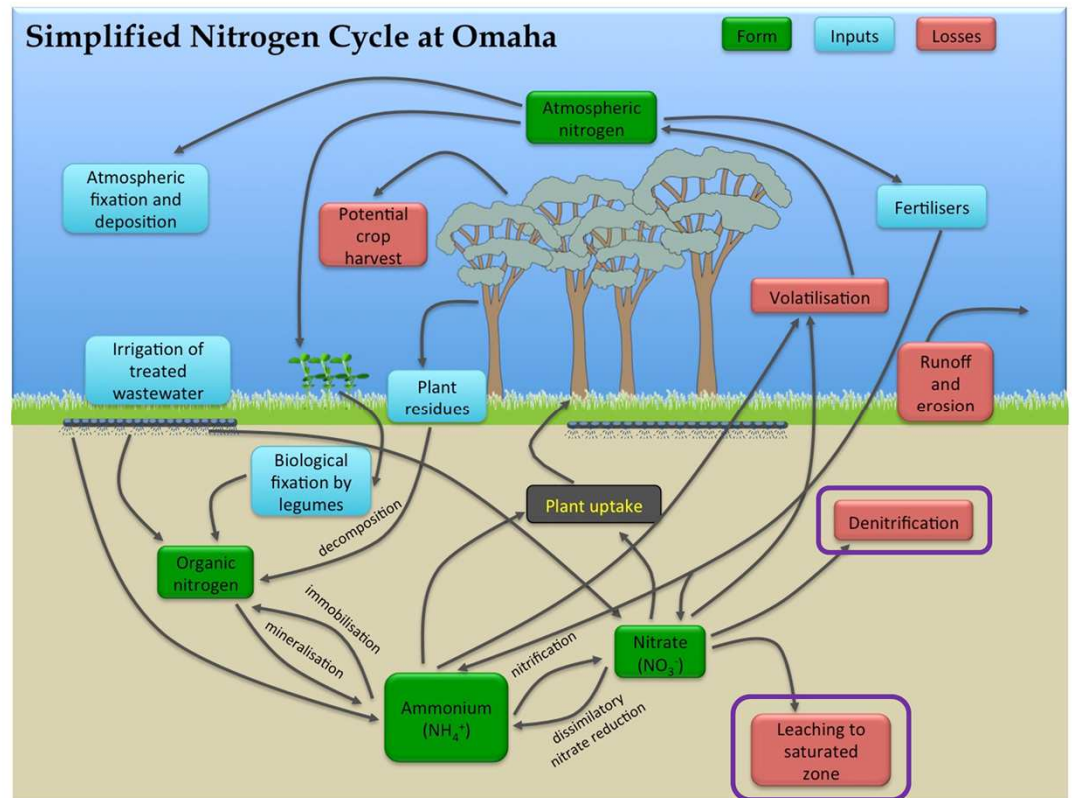 Simplified Nitrogen Cycle at Omaha
Form
Inputs
Losses
Atmospheric
nitrogen
Atmospheric
fixation and
deposition
Potential
crop
harvest
Fertilisers
Volatilisation
Irrigation of
treated
wastewater
Plant
residues
Runoff
and
erosion
Biological
fixation by
legumes
Plant uptake
Denitrification
decomposition
Organic
nitrogen
immobilisation
mineralisation
nitrification
Nitrate
(NO₃⁻)
Ammonium
(NH₄⁺)
dissimilatory
nitrate reduction
Leaching to
saturated
zone